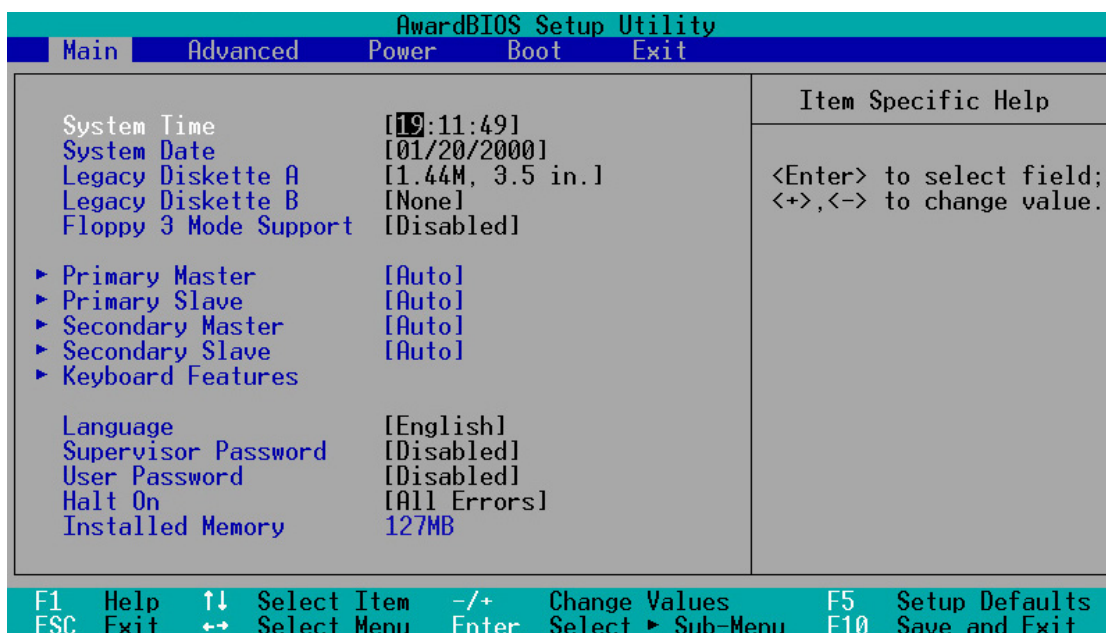 AwardBIOS Setup Utility
Main Advanced Power Boot Exit
Item Specific Help
<Enter> to select field;
<+>,<-> to change value.
System Time [19:11:49]
System Date [01/20/2000]
Legacy Diskette A [1.44M, 3.5 in.]
Legacy Diskette B [None]
Floppy 3 Mode Support [Disabled]
Primary Master [Auto]
Primary Slave [Auto]
Secondary Master [Auto]
Secondary Slave [Auto]
Keyboard Features
Language [English]
Supervisor Password [Disabled]
User Password [Disabled]
Halt On [All Errors]
Installed Memory 127MB
F1 Help ↑↓ Select Item -/+ Change Values F5 Setup Defaults
ESC Exit ←→ Select Menu Enter Select ► Sub-Menu F10 Save and Exit